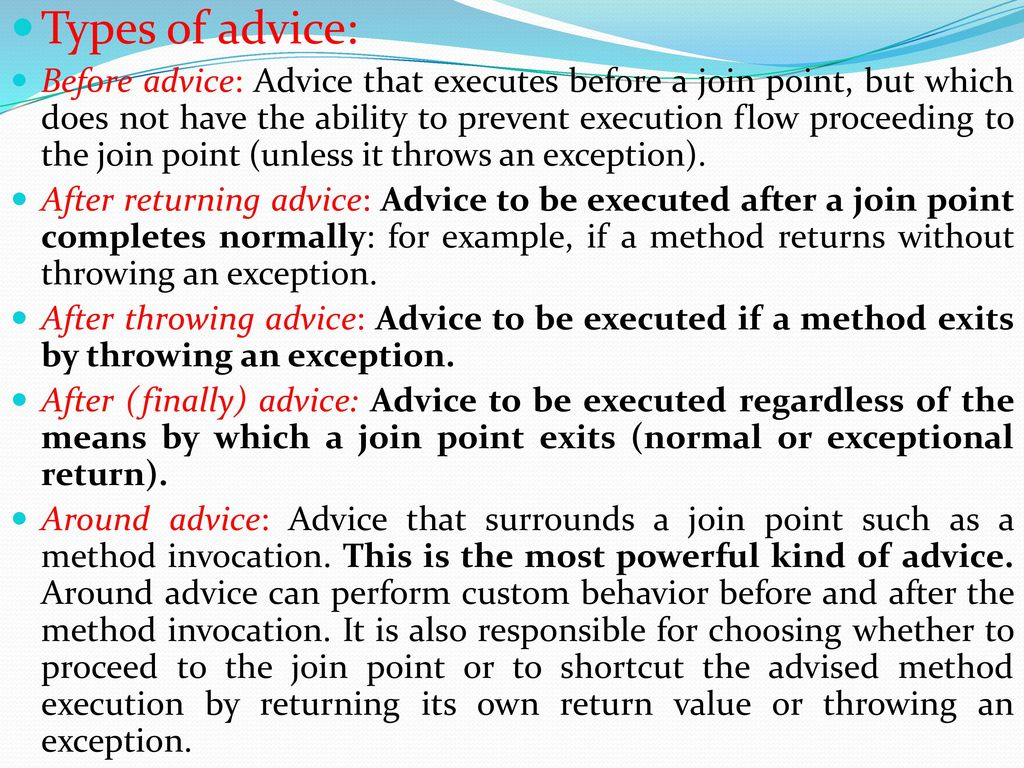 Types of advice:
Before advice: Advice that executes before a join point, but which
does not have the ability to prevent execution flow proceeding to
the join point (unless it throws an exception).
After returning advice: Advice to be executed after a join point
completes normally: for example, if a method returns without
throwing an exception.
After throwing advice: Advice to be executed if a method exits
by throwing an exception.
After (finally) advice: Advice to be executed regardless of the
means by which a join point exits (normal or exceptional
return).
Around advice: Advice that surrounds a join point such as a
method invocation. This is the most powerful kind of advice.
Around advice can perform custom behavior before and after the
method invocation. It is also responsible for choosing whether to
proceed to the join point or to shortcut the advised method
execution by returning its own return value or throwing an
exception.